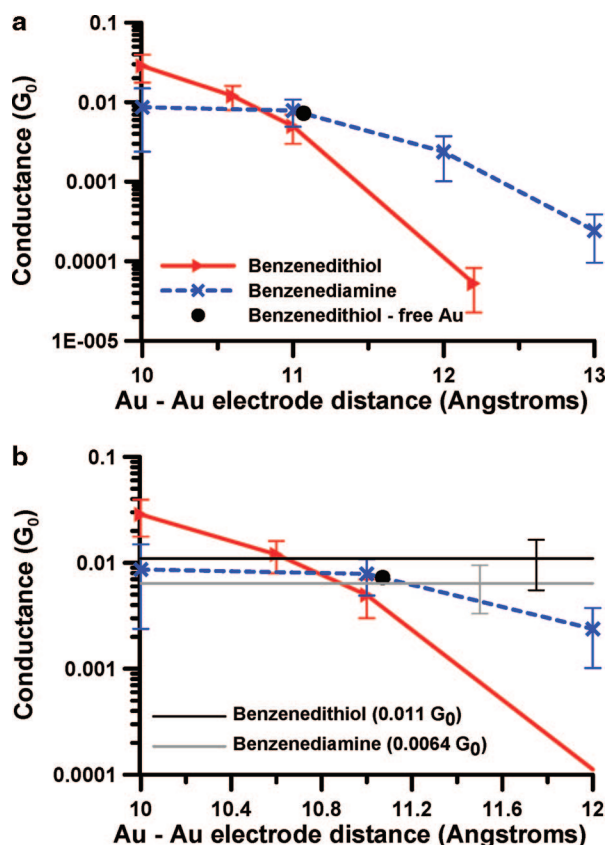 a
0.1
0.01
0.001
0.0001
1E-005
Conductance (G₀)
Benzenedithiol
Benzenediamine
Benzenedithiol - free Au
10
11
12
13
Au - Au electrode distance (Angstroms)
b
0.1
0.01
0.001
0.0001
Conductance (G₀)
Benzenedithiol (0.011 G₀)
Benzenediamine (0.0064 G₀)
10
10.4
10.8
11.2
11.6
12
Au - Au electrode distance (Angstroms)